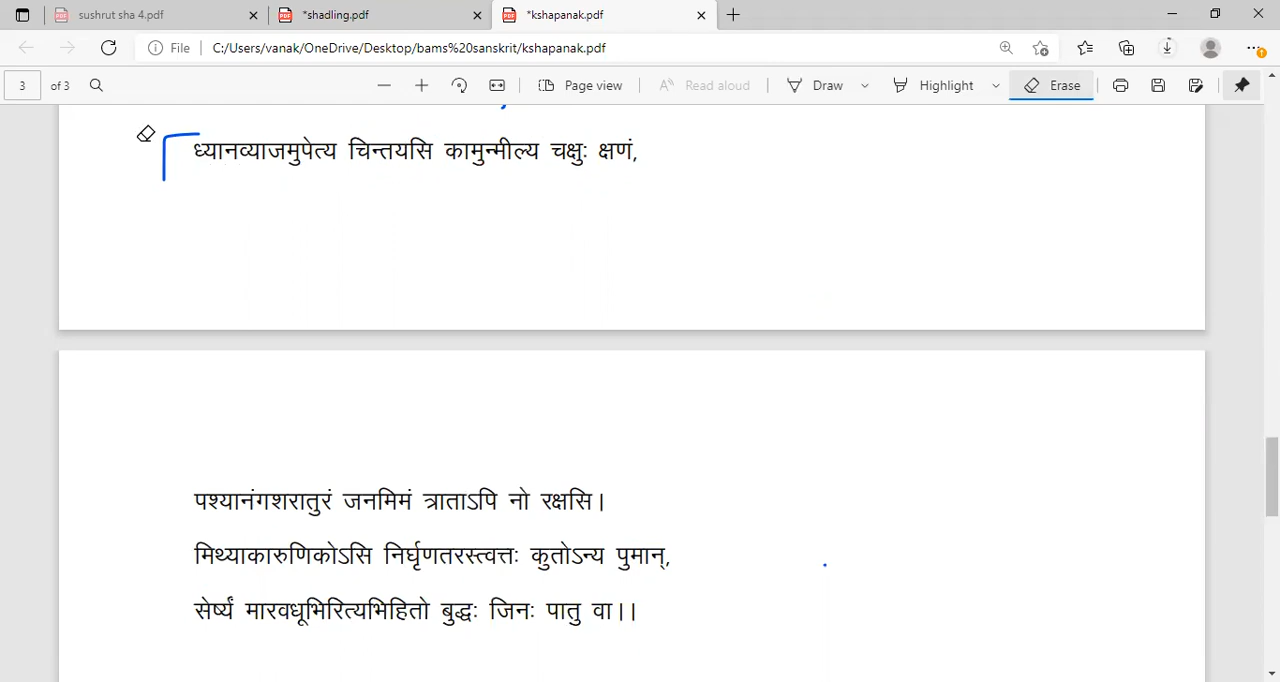 sushrut sha 4.pdf
*shadling.pdf
*kshapanak.pdf
File
C:/Users/vanak/OneDrive/Desktop/bams%20sanskrit/kshapanak.pdf
3 of 3
Page view
Read aloud
Draw
Highlight
Erase
ध्यानव्याजमुपेत्य चिन्तयसि कामुन्मील्य चक्षुः क्षणं,
पश्यानंगशरातुरं जनमिमं त्राताऽपि नो रक्षसि।
मिथ्याकारुणिकोऽसि निर्घृणतरस्त्वत्तः कुतोऽन्य पुमान्,
सेर्ष्यं मारवधूभिरित्यभिहितो बुद्धः जिनः पातु वा।।